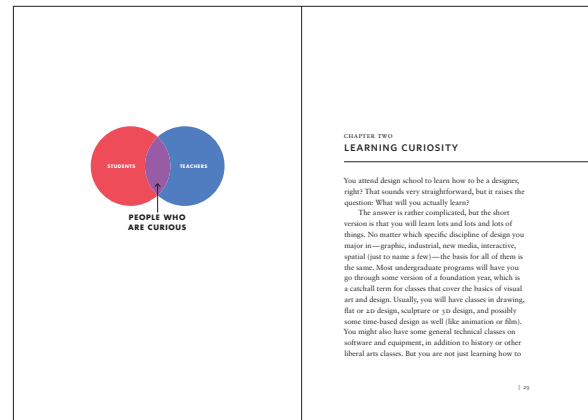 STUDENTS
TEACHERS
PEOPLE WHO
ARE CURIOUS
CHAPTER TWO
LEARNING CURIOSITY
You attend design school to learn how to be a designer,
right? That sounds very straightforward, but it raises the
question: What will you actually learn?
The answer is rather complicated, but the short
version is that you will learn lots and lots and lots of
things. No matter which specific discipline of design you
major in—graphic, industrial, new media, interactive,
spatial (just to name a few)—the basis for all of them is
the same. Most undergraduate programs will have you
go through some version of a foundation year, which is
a catchall term for classes that cover the basics of visual
art and design. Usually, you will have classes in drawing,
flat or 2D design, sculpture or 3D design, and possibly
some time-based design as well (like animation or film).
You might also have some general technical classes on
software and equipment, in addition to history or other
liberal arts classes. But you are not just learning how to
| 29